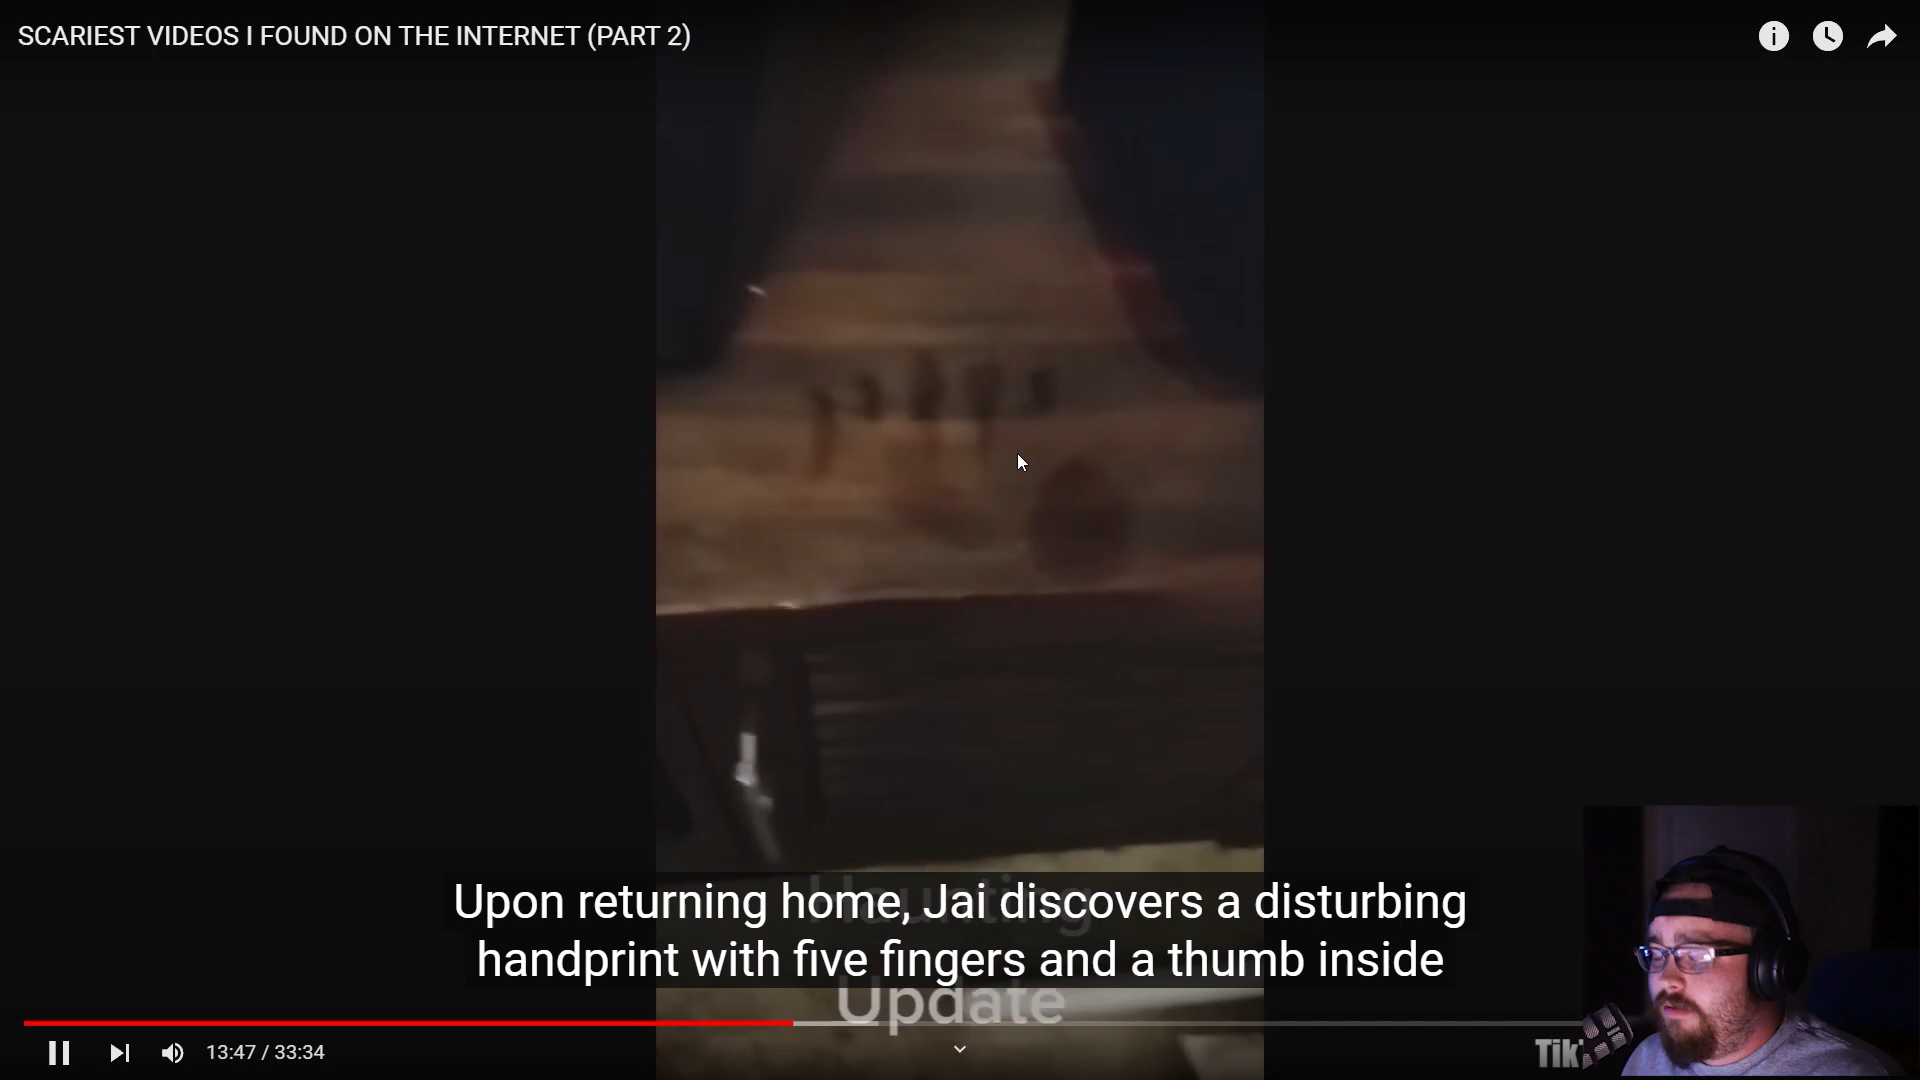 SCARIEST VIDEOS I FOUND ON THE INTERNET (PART 2)
Haunting
Upon returning home, Jai discovers a disturbing
handprint with five fingers and a thumb inside
Update
13:47 / 33:34
Tik